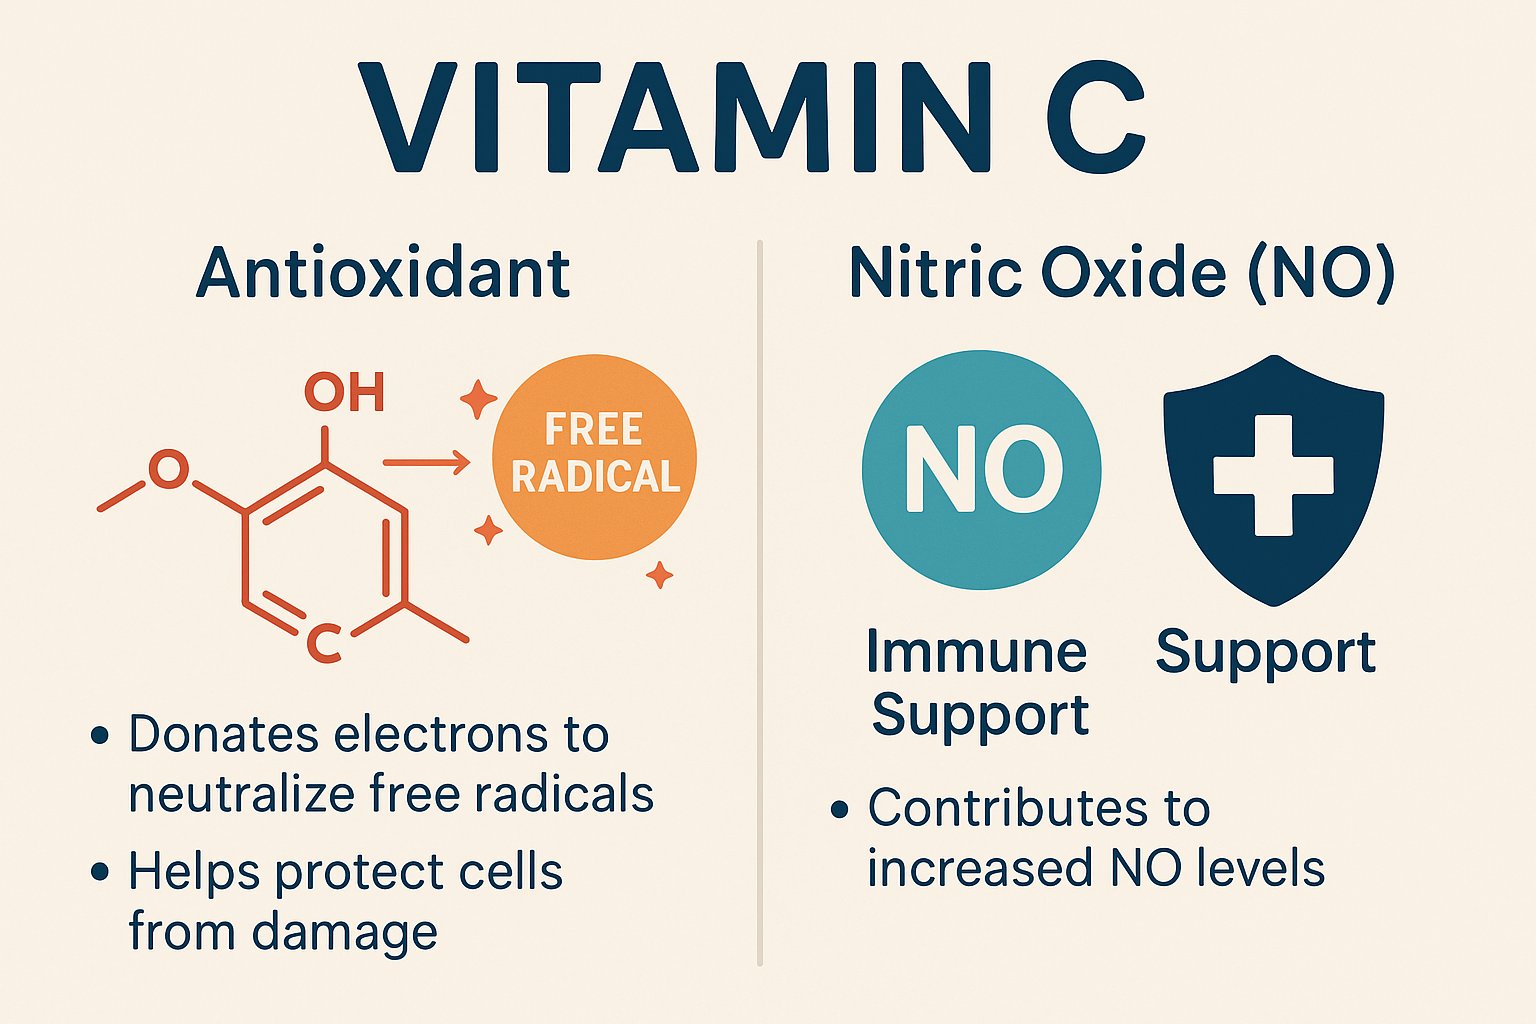 VITAMIN C
Antioxidant
OH
O
C
FREE
RADICAL
• Donates electrons to
neutralize free radicals
• Helps protect cells
from damage
Nitric Oxide (NO)
NO
Immune
Support
Support
• Contributes to
increased NO levels